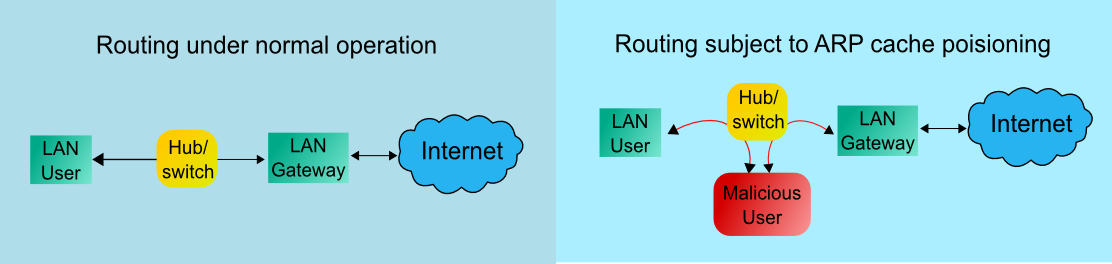 Routing under normal operation
LAN
User
Hub/
switch
LAN
Gateway
Internet
Routing subject to ARP cache poisioning
LAN
User
Hub/
switch
LAN
Gateway
Internet
Malicious
User